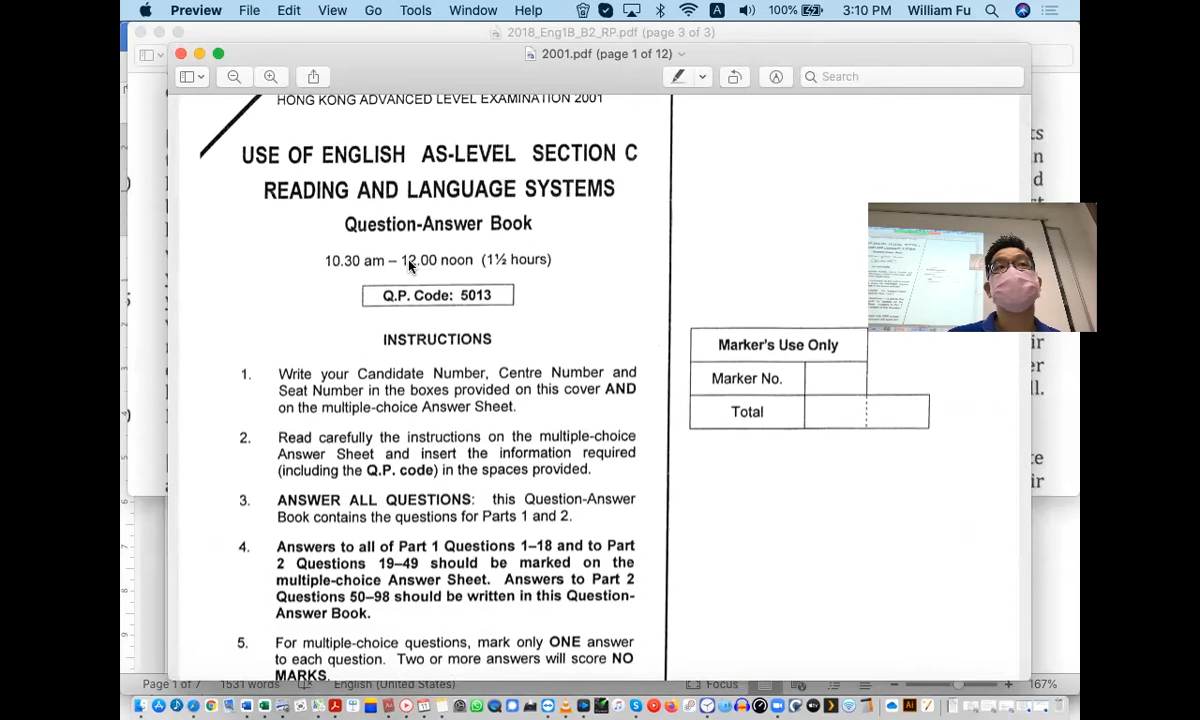 Preview File Edit View Go Tools Window Help 100% 3:10 PM William Fu
2018_Eng1B_B2_RP.pdf (page 3 of 3)
2001.pdf (page 1 of 12)
Search
HONG KONG ADVANCED LEVEL EXAMINATION 2001
USE OF ENGLISH AS-LEVEL SECTION C
READING AND LANGUAGE SYSTEMS
Question-Answer Book
10.30 am – 12.00 noon (1½ hours)
Q.P. Code: 5013
INSTRUCTIONS
1. Write your Candidate Number, Centre Number and
Seat Number in the boxes provided on this cover AND
on the multiple-choice Answer Sheet.
2. Read carefully the instructions on the multiple-choice
Answer Sheet and insert the information required
(including the Q.P. code) in the spaces provided.
3. ANSWER ALL QUESTIONS: this Question-Answer
Book contains the questions for Parts 1 and 2.
4. Answers to all of Part 1 Questions 1–18 and to Part
2 Questions 19–49 should be marked on the
multiple-choice Answer Sheet. Answers to Part 2
Questions 50–98 should be written in this Question-
Answer Book.
5. For multiple-choice questions, mark only ONE answer
to each question. Two or more answers will score NO
MARKS.
Marker's Use Only
Marker No.
Total
Page 1 of 7 1531 words English (United States) Focus 167%